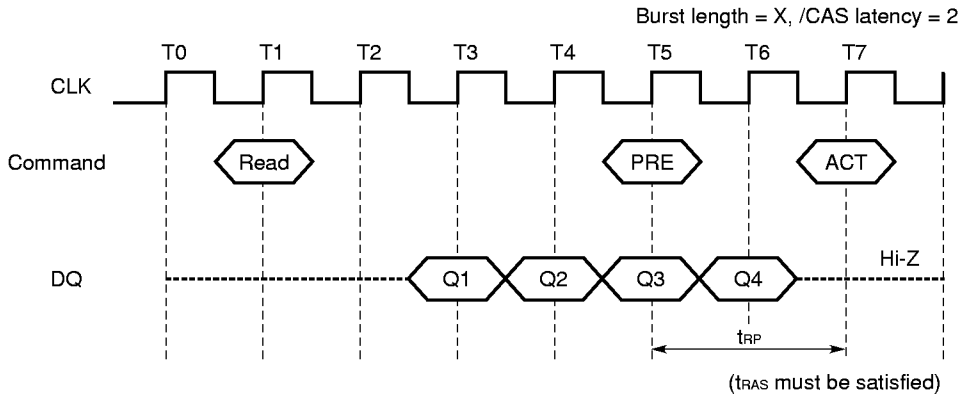 Burst length = X, /CAS latency = 2
T0 T1 T2 T3 T4 T5 T6 T7
CLK
Command Read PRE ACT
DQ Q1 Q2 Q3 Q4 Hi-Z
tRP
(tRAS must be satisfied)